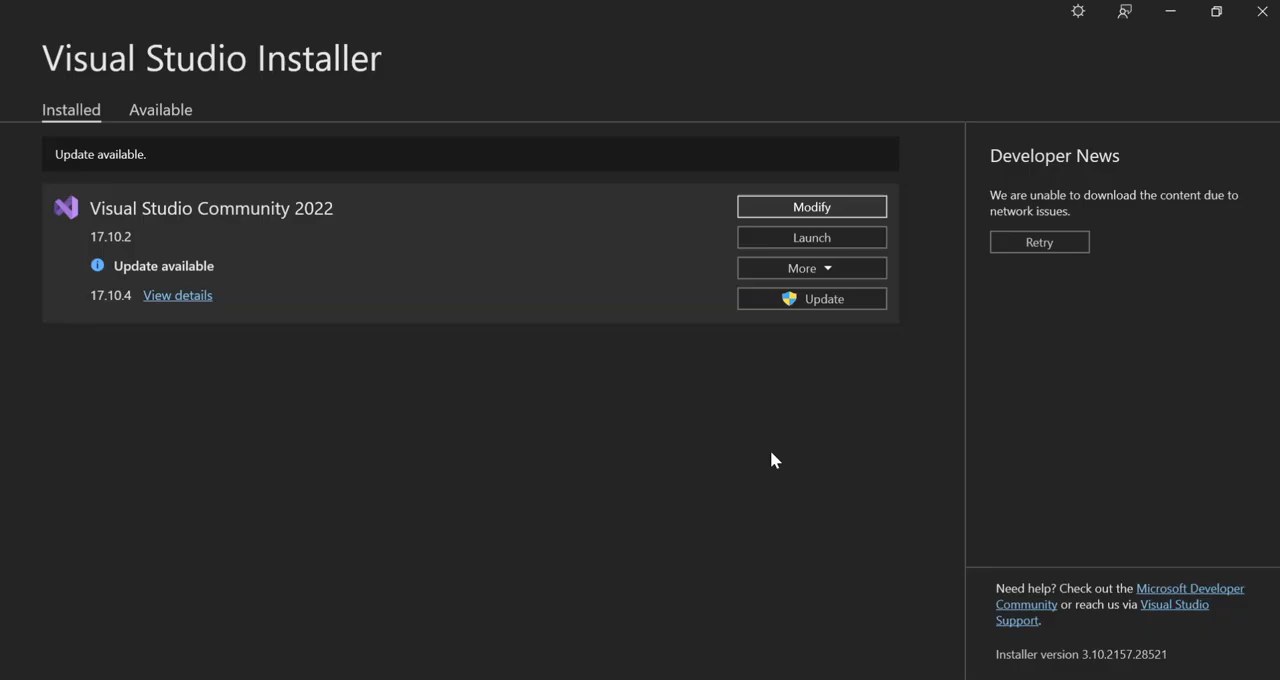 Visual Studio Installer
Installed
Available
Update available.
Visual Studio Community 2022
17.10.2
Update available
17.10.4 View details
Modify
Launch
More
Update
Developer News
We are unable to download the content due to
network issues.
Retry
Need help? Check out the Microsoft Developer
Community or reach us via Visual Studio
Support.
Installer version 3.10.2157.28521